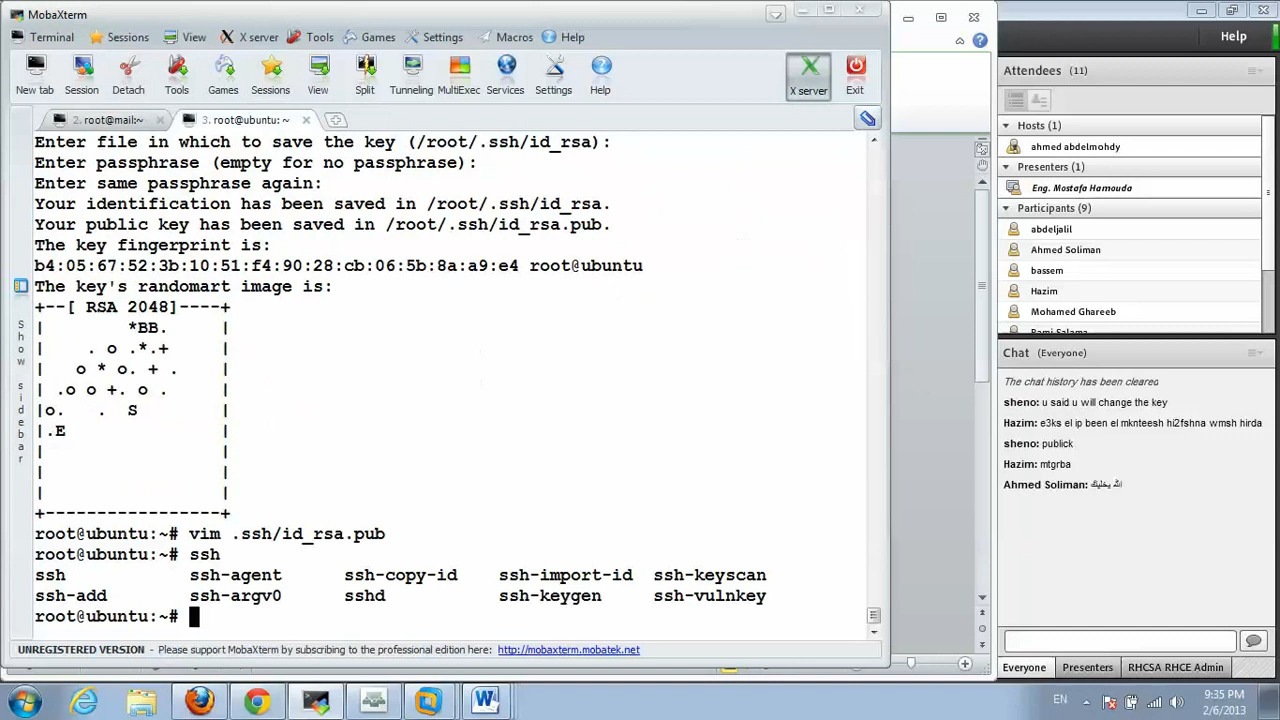 MobaXterm
Terminal Sessions View X server Tools Games Settings Macros Help
New tab Session Detach Tools Games Sessions View Split Tunneling MultiExec Services Settings Help X server Exit
2. root@mail:~ 3. root@ubuntu: ~
Show sidebar
Enter file in which to save the key (/root/.ssh/id_rsa):
Enter passphrase (empty for no passphrase):
Enter same passphrase again:
Your identification has been saved in /root/.ssh/id_rsa.
Your public key has been saved in /root/.ssh/id_rsa.pub.
The key fingerprint is:
b4:05:67:52:3b:10:51:f4:90:28:cb:06:5b:8a:a9:e4 root@ubuntu
The key's randomart image is:
+--[ RSA 2048]----+
|         *BB.     |
|     . o .*.+     |
|    o * o. + .    |
|  .o o +. o .     |
|o.   .  S         |
|.E                |
|                  |
|                  |
|                  |
+-----------------+
root@ubuntu:~# vim .ssh/id_rsa.pub
root@ubuntu:~# ssh
ssh ssh-agent ssh-copy-id ssh-import-id ssh-keyscan
ssh-add ssh-argv0 sshd ssh-keygen ssh-vulnkey
root@ubuntu:~#
UNREGISTERED VERSION - Please support MobaXterm by subscribing to the professional edition here: http://mobaxterm.mobatek.net
Help
Attendees (11)
Hosts (1)
ahmed abdelmohdy
Presenters (1)
Eng. Mostafa Hamouda
Participants (9)
abdeljalil
Ahmed Soliman
bassem
Hazim
Mohamed Ghareeb
Rami Salama
Chat (Everyone)
The chat history has been cleared
sheno: u said u will change the key
Hazim: e3ks el ip been el mknteesh hi2fshna wmsh hirda
sheno: publick
Hazim: mtgrba
Ahmed Soliman: الله يخليك
Everyone Presenters RHCSA RHCE Admin
EN
9:35 PM
2/6/2013